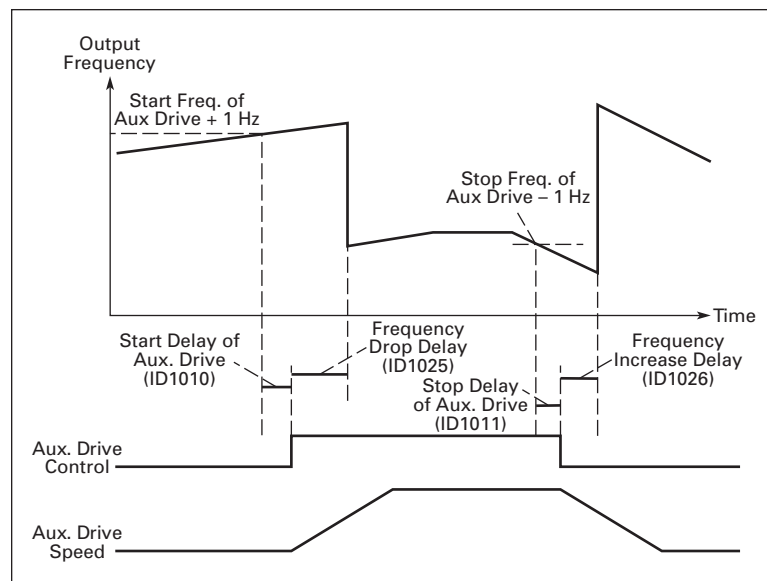 Output
Frequency
Start Freq. of
Aux Drive + 1 Hz
Stop Freq. of
Aux Drive – 1 Hz
Time
Start Delay of
Aux. Drive
(ID1010)
Frequency
Drop Delay
(ID1025)
Stop Delay
of Aux. Drive
(ID1011)
Frequency
Increase Delay
(ID1026)
Aux. Drive
Control
Aux. Drive
Speed